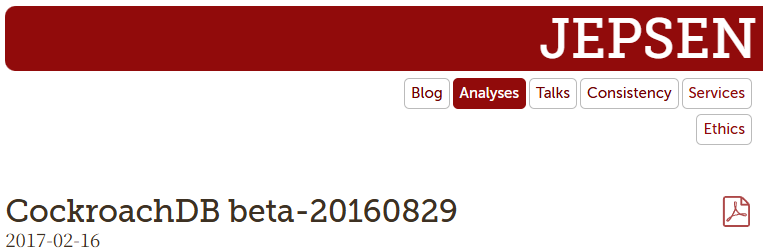 JEPSEN
Blog Analyses Talks Consistency Services
Ethics
CockroachDB beta-20160829
2017-02-16